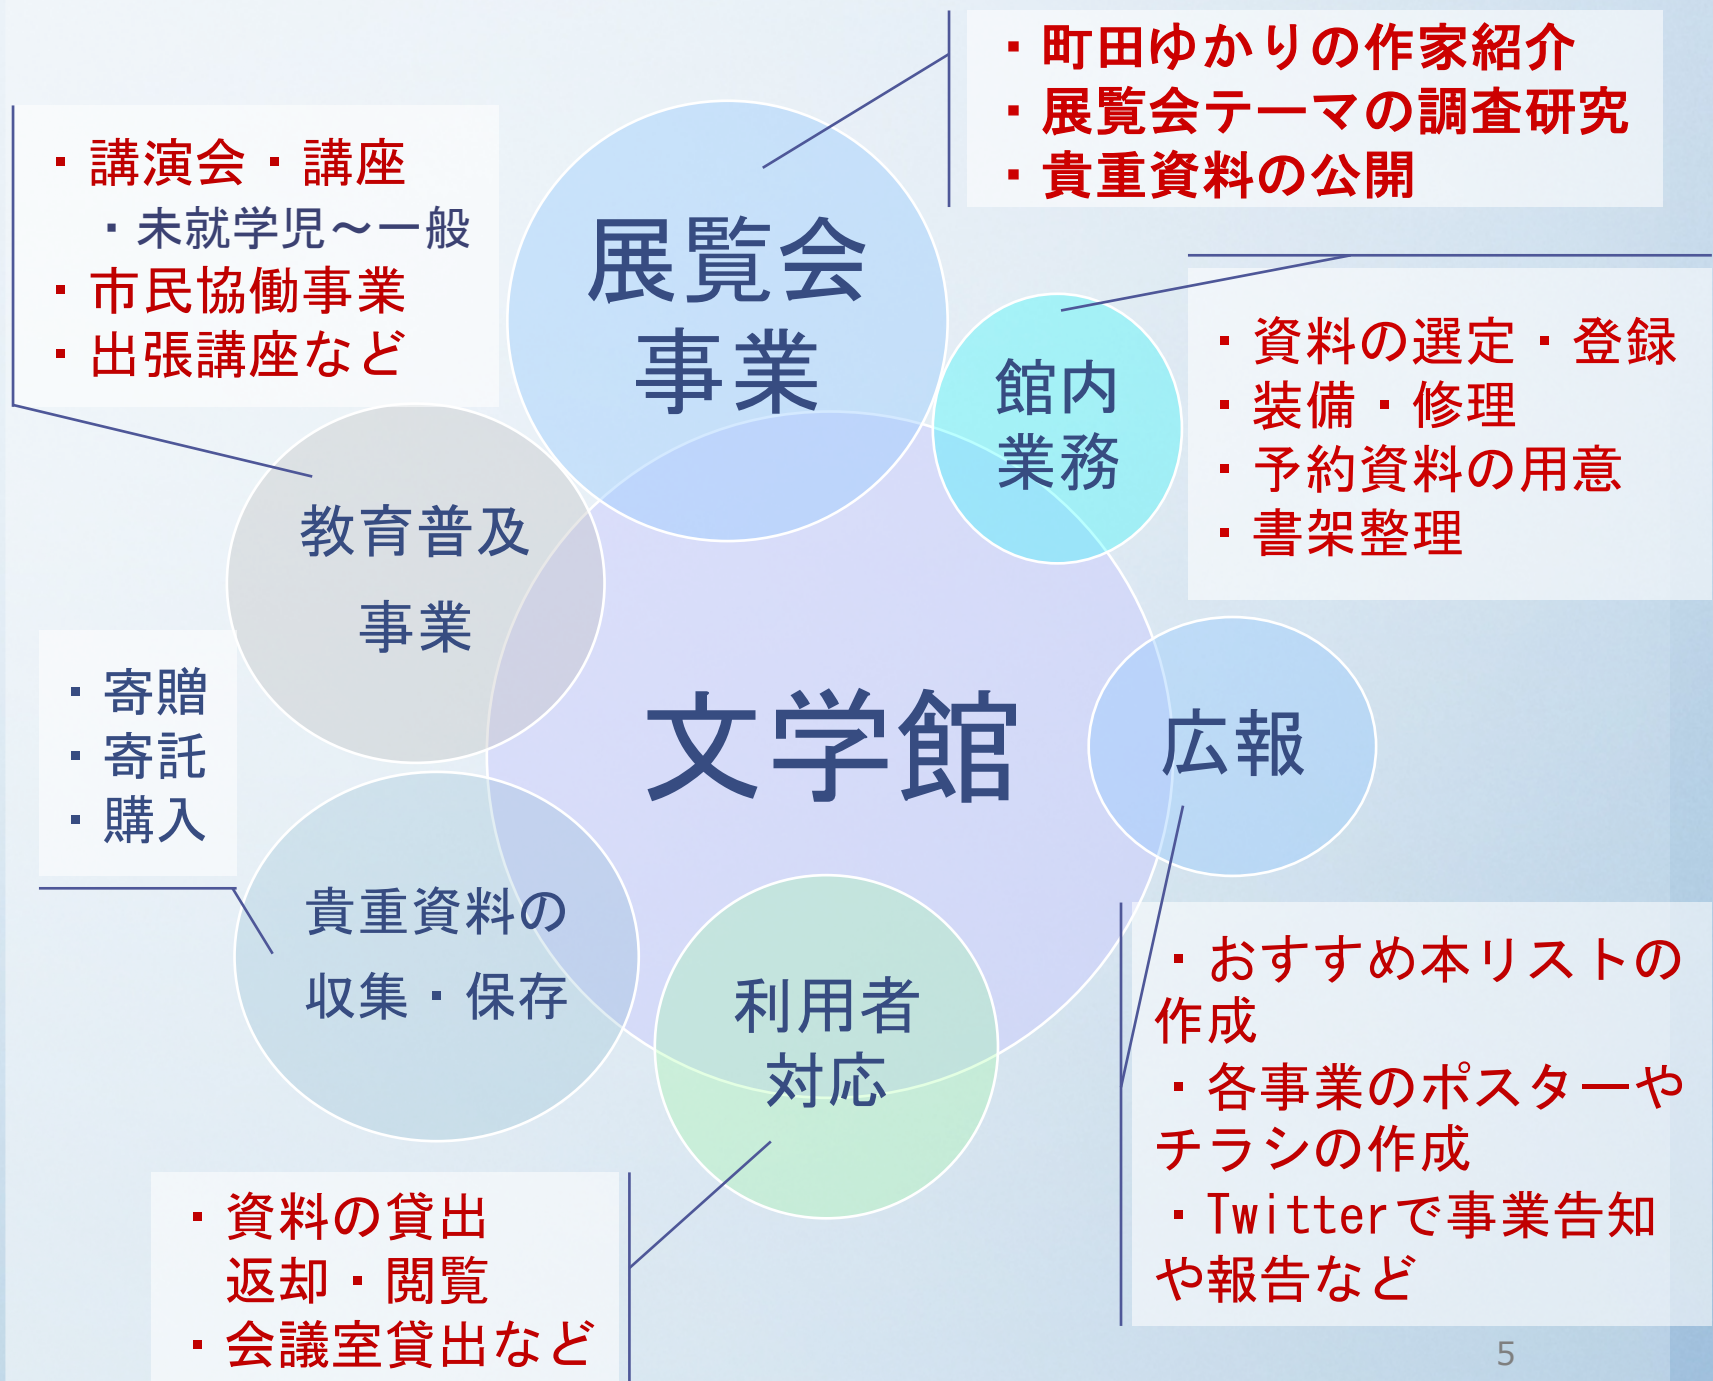 ・町田ゆかりの作家紹介
・展覧会テーマの調査研究
・貴重資料の公開
・講演会・講座
・未就学児～一般
・市民協働事業
・出張講座など
展覧会
事業
館内
業務
・資料の選定・登録
・装備・修理
・予約資料の用意
・書架整理
教育普及
事業
・寄贈
・寄託
・購入
文学館
広報
貴重資料の
収集・保存
利用者
対応
・おすすめ本リストの
作成
・各事業のポスターや
チラシの作成
・Twitterで事業告知
や報告など
・資料の貸出
返却・閲覧
・会議室貸出など
5